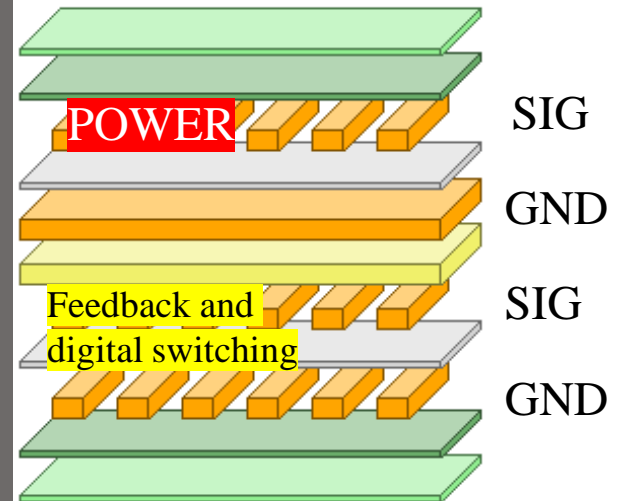 SIG
POWER
GND
SIG
Feedback and
digital switching
GND